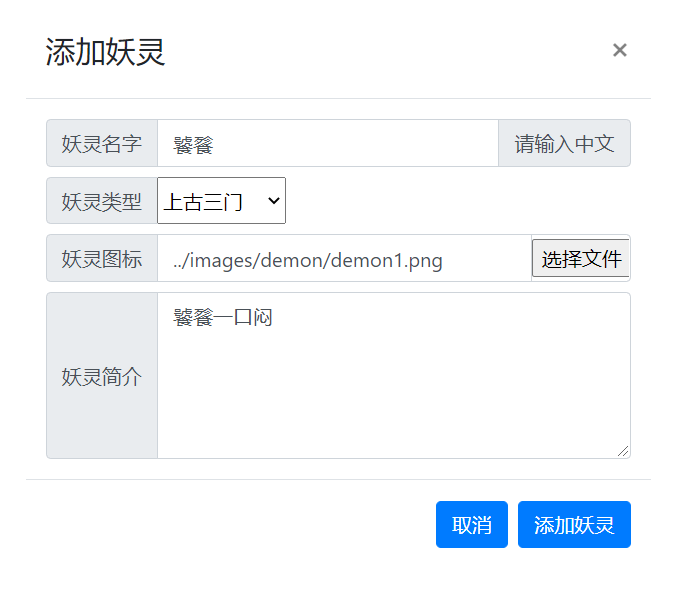 添加妖灵 ×
妖灵名字 饕餮 请输入中文
妖灵类型 上古三门
妖灵图标 ../images/demon/demon1.png 选择文件
饕餮一口闷
妖灵简介
取消 添加妖灵